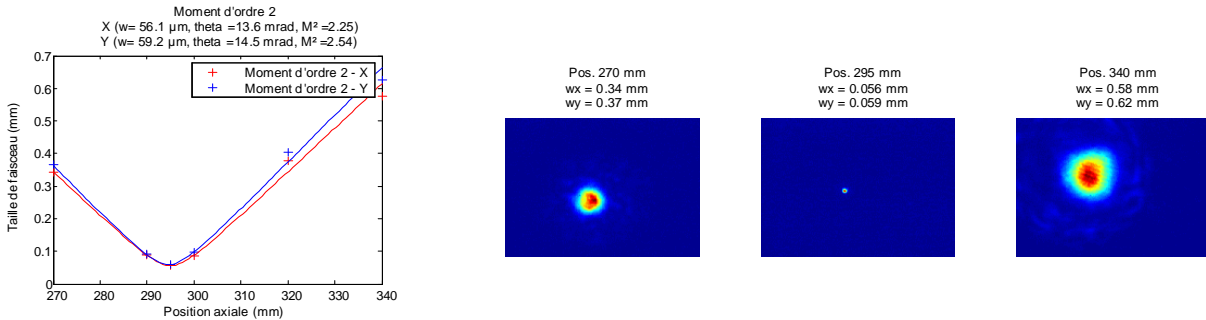 Moment d'ordre 2
X (w= 56.1 µm, theta =13.6 mrad, M² =2.25)
Y (w= 59.2 µm, theta =14.5 mrad, M² =2.54)
0.7
0.6
0.5
0.4
0.3
0.2
0.1
0
Taille de faisceau (mm)
Moment d'ordre 2 - X
Moment d'ordre 2 - Y
270 280 290 300 310 320 330 340
Position axiale (mm)
Pos. 270 mm
wx = 0.34 mm
wy = 0.37 mm
Pos. 295 mm
wx = 0.056 mm
wy = 0.059 mm
Pos. 340 mm
wx = 0.58 mm
wy = 0.62 mm